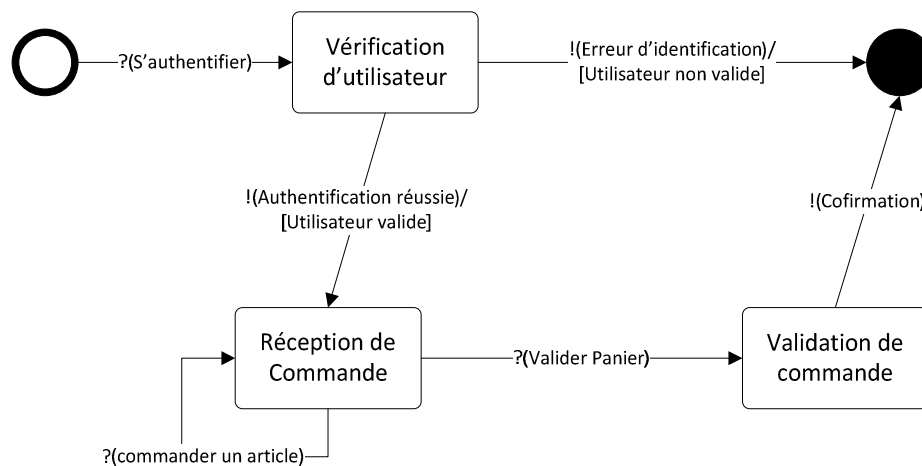 Vérification
d'utilisateur
?(S'authentifier)
!(Erreur d'identification)/
[Utilisateur non valide]
!(Authentification réussie)/
[Utilisateur valide]
!(Cofirmation)
Réception de
Commande
?(Valider Panier)
Validation de
commande
?(commander un article)